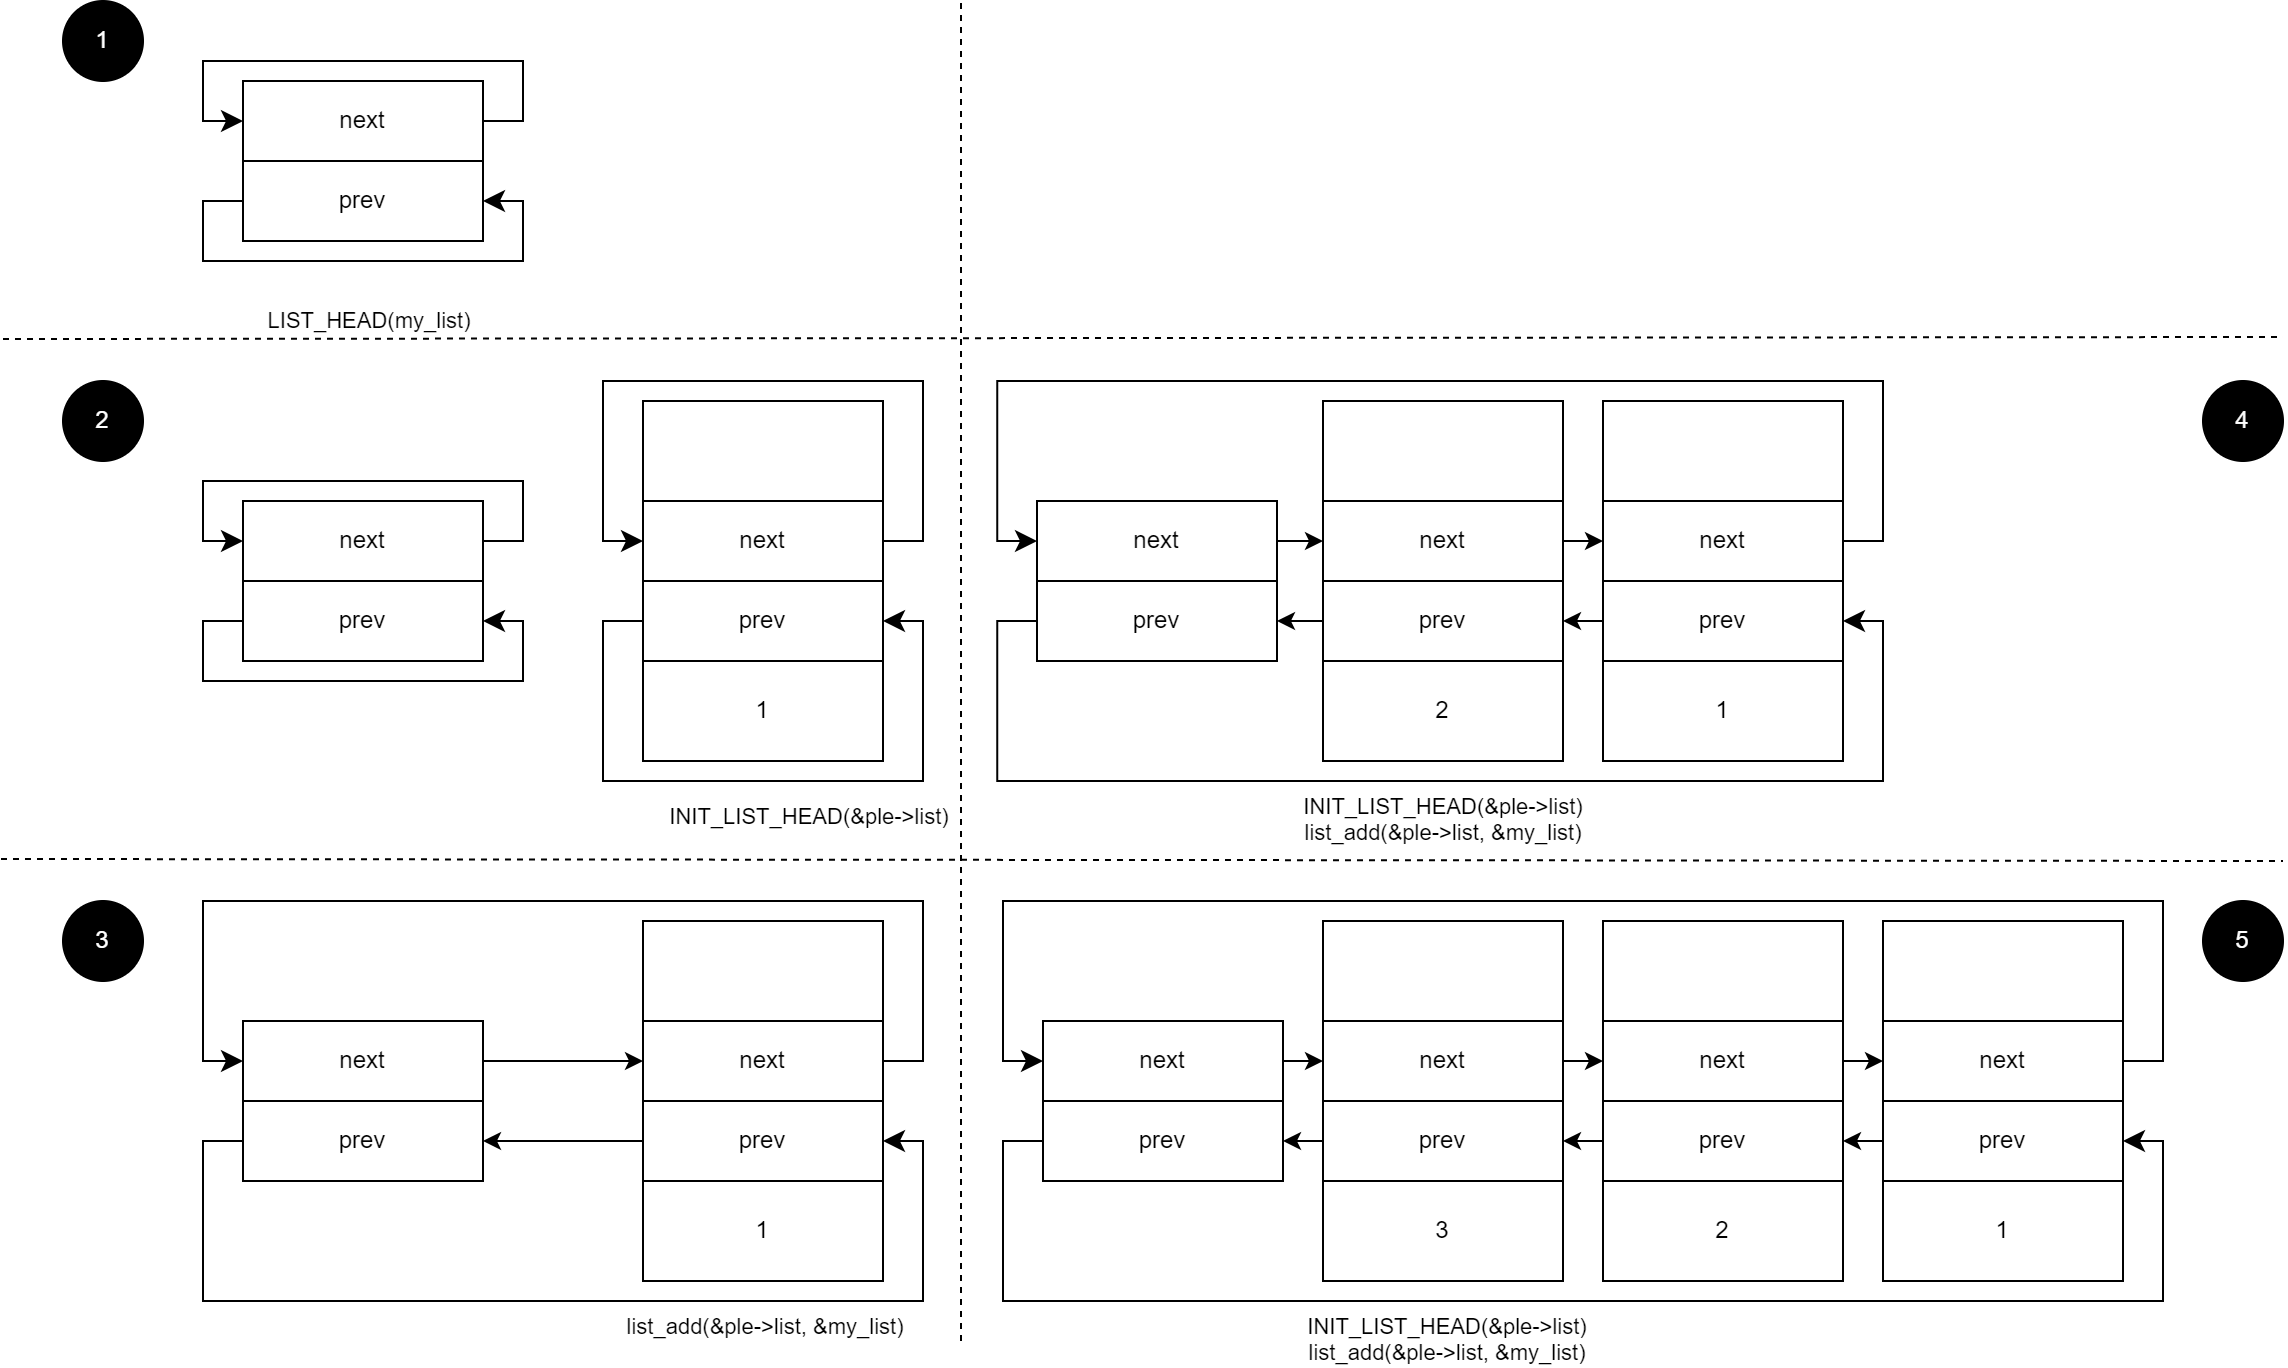 1
next
prev
LIST_HEAD(my_list)
2
next
prev
next
prev
1
INIT_LIST_HEAD(&ple->list)
3
next
prev
next
prev
1
list_add(&ple->list, &my_list)
4
next
prev
next
prev
2
next
prev
1
INIT_LIST_HEAD(&ple->list)
list_add(&ple->list, &my_list)
5
next
prev
next
prev
3
next
prev
2
next
prev
1
INIT_LIST_HEAD(&ple->list)
list_add(&ple->list, &my_list)